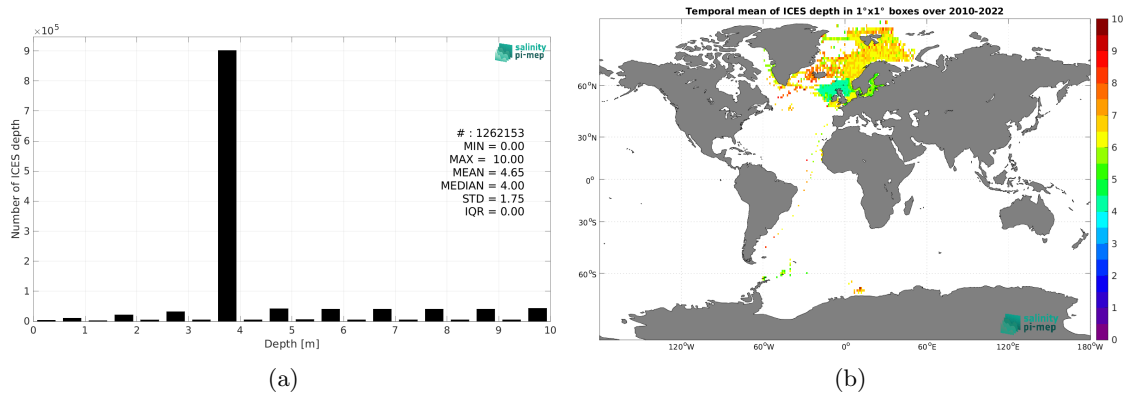 ×10⁵
9
8
7
6
5
4
3
2
1
0
Number of ICES depth
salinity
pi-mep
# : 1262153
MIN = 0.00
MAX = 10.00
MEAN = 4.65
MEDIAN = 4.00
STD = 1.75
IQR = 0.00
0 1 2 3 4 5 6 7 8 9 10
Depth [m]
(a)
Temporal mean of ICES depth in 1°x1° boxes over 2010-2022
60°N
30°N
0°
30°S
60°S
120°W 60°W 0° 60°E 120°E 180°W
salinity
pi-mep
10
9
8
7
6
5
4
3
2
1
0
(b)